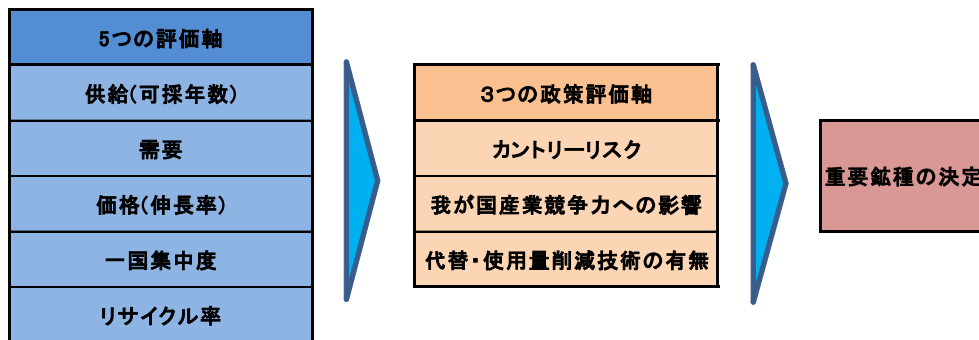 5つの評価軸
供給(可採年数)
需要
価格(伸長率)
一国集中度
リサイクル率
3つの政策評価軸
カントリーリスク
我が国産業競争力への影響
代替・使用量削減技術の有無
重要鉱種の決定